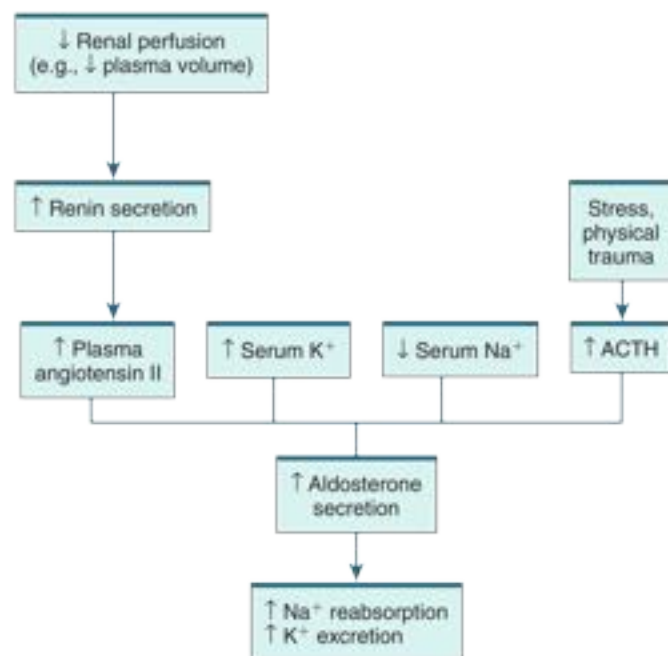 ↓ Renal perfusion
(e.g., ↓ plasma volume)
↑ Renin secretion
Stress,
physical
trauma
↑ Plasma
angiotensin II
↑ Serum K⁺
↓ Serum Na⁺
↑ ACTH
↑ Aldosterone
secretion
↑ Na⁺ reabsorption
↑ K⁺ excretion